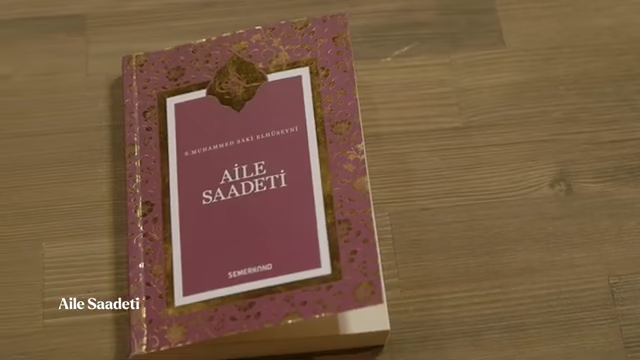 S.MUHAMMED SAKİ ELHÜSEYNİ
AİLE
SAADETİ
SEMERKAND
Aile Saadeti